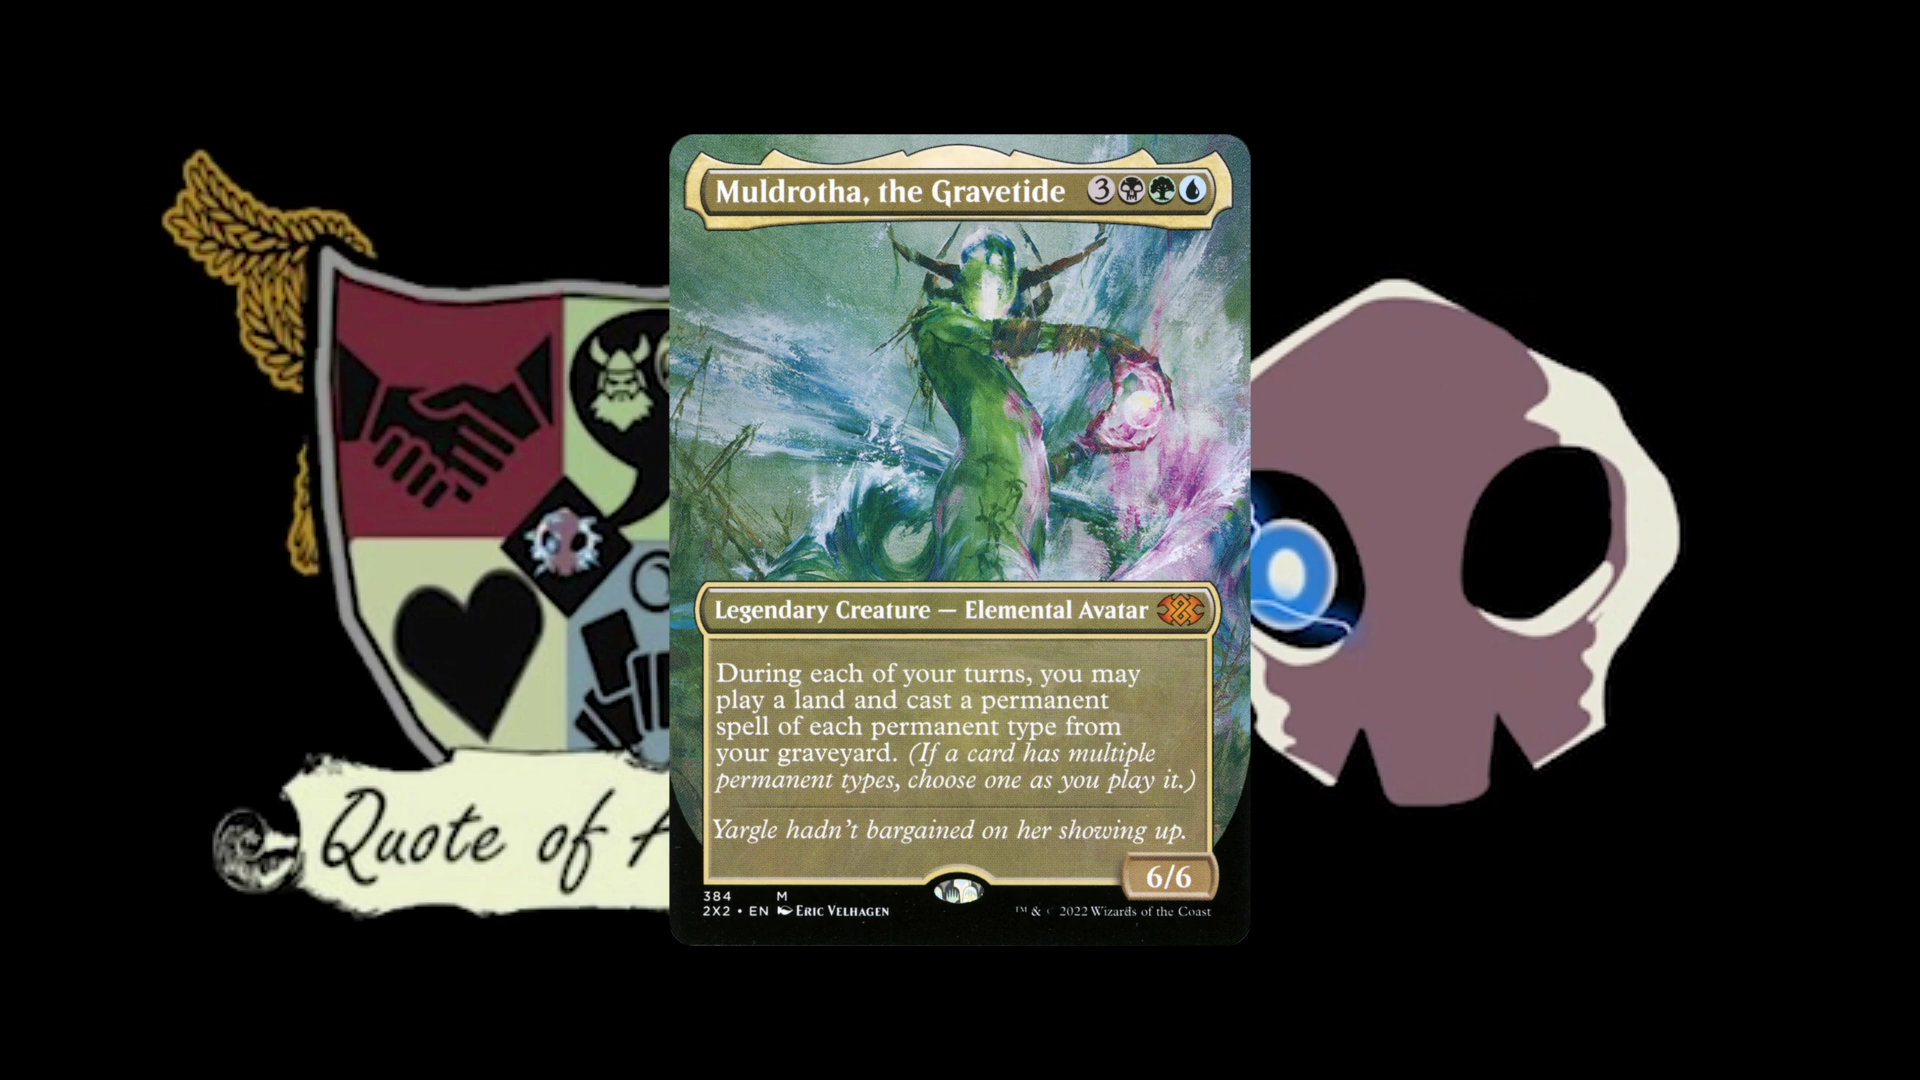 Muldrotha, the Gravetide 3
Legendary Creature — Elemental Avatar
During each of your turns, you may
play a land and cast a permanent
spell of each permanent type from
your graveyard. (If a card has multiple
permanent types, choose one as you play it.)
Yargle hadn't bargained on her showing up.
6/6
384 M
2X2 • EN ERIC VELHAGEN
™ & © 2022 Wizards of the Coast
Quote of